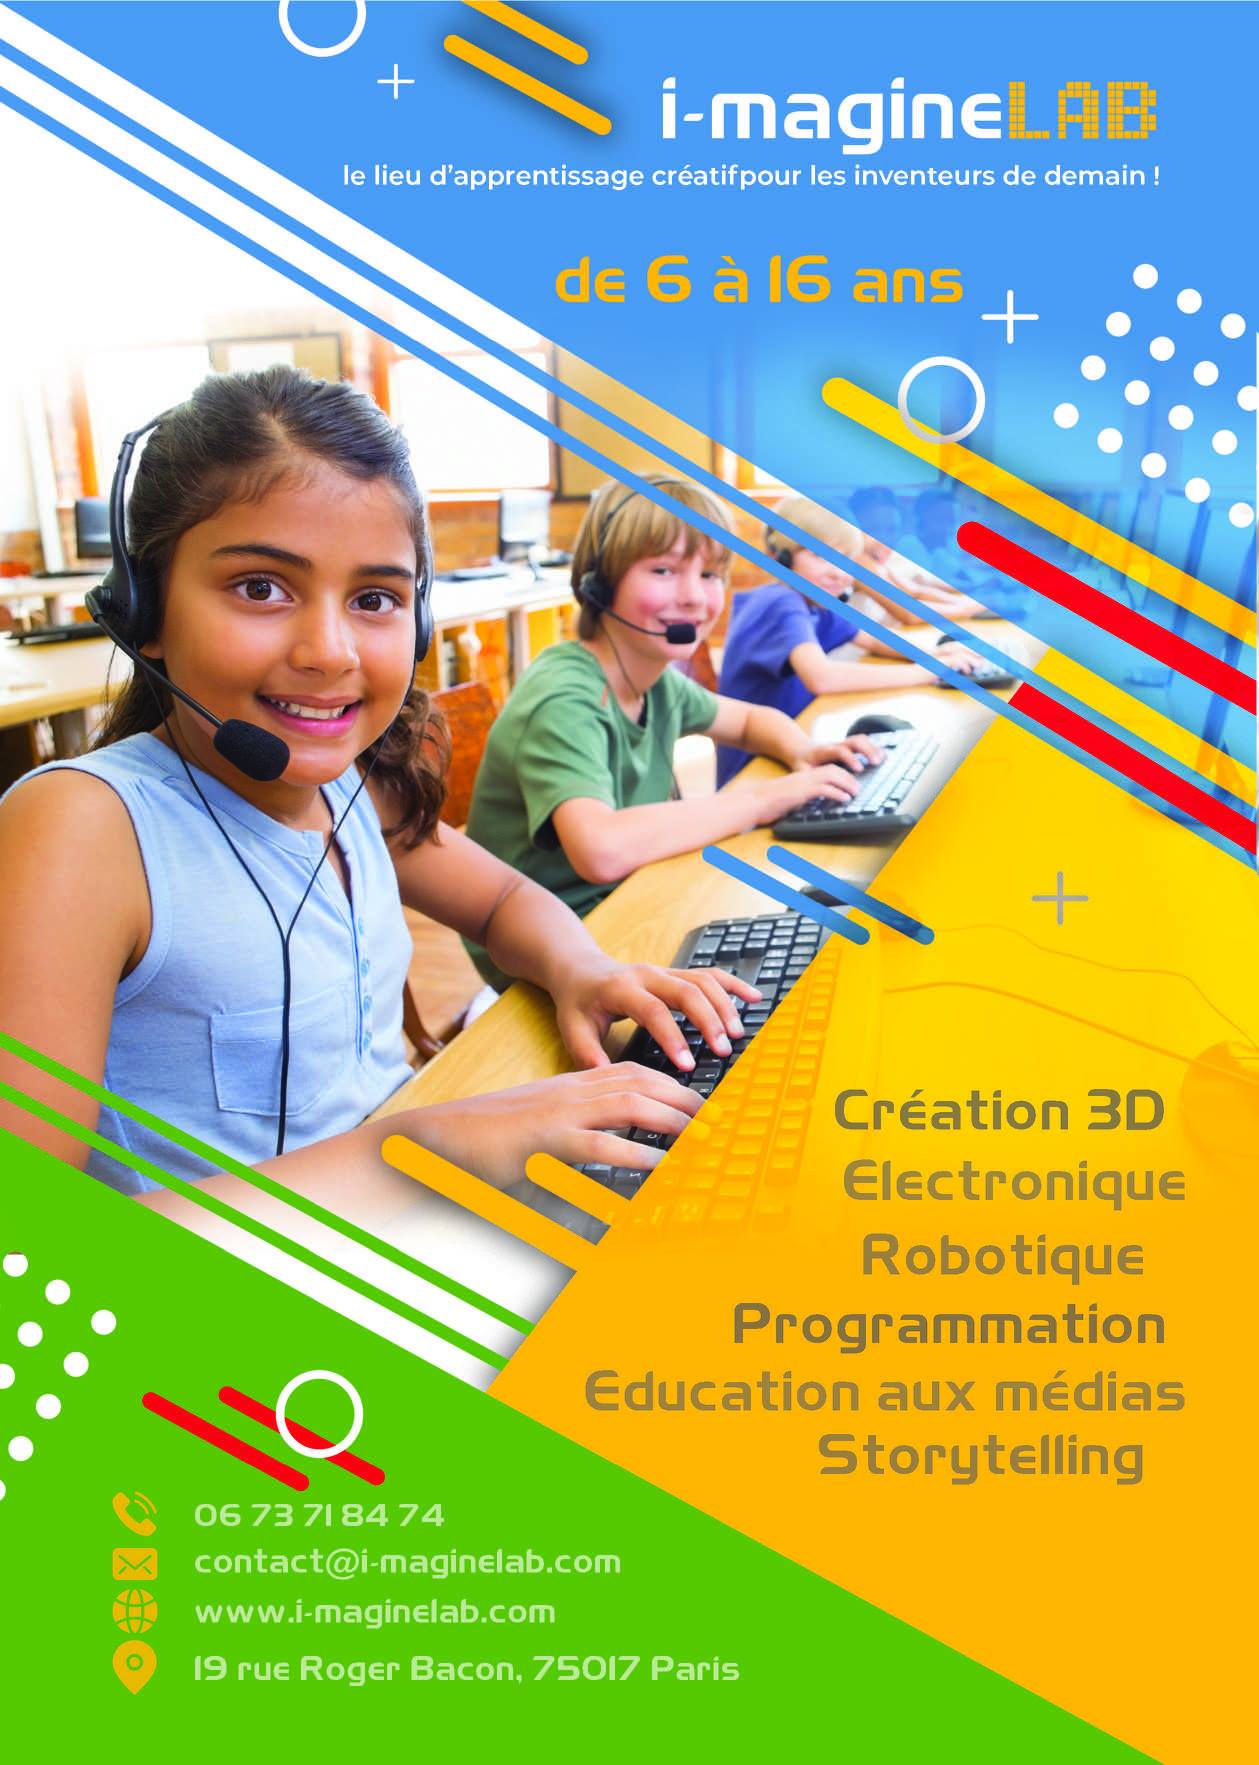 i-magineLAB
le lieu d'apprentissage créatifpour les inventeurs de demain !
de 6 à 16 ans
Création 3D
Electronique
Robotique
Programmation
Education aux médias
Storytelling
06 73 71 84 74
contact@i-maginelab.com
www.i-maginelab.com
19 rue Roger Bacon, 75017 Paris